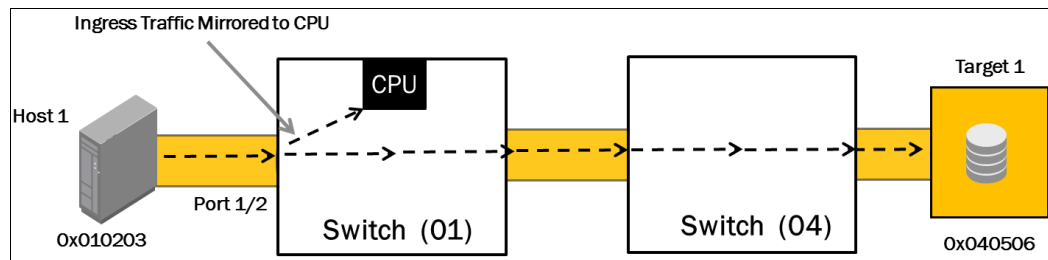 Ingress Traffic Mirrored to CPU
CPU
Target 1
Host 1
Port 1/2
Switch (01)
Switch (04)
0x010203
0x040506